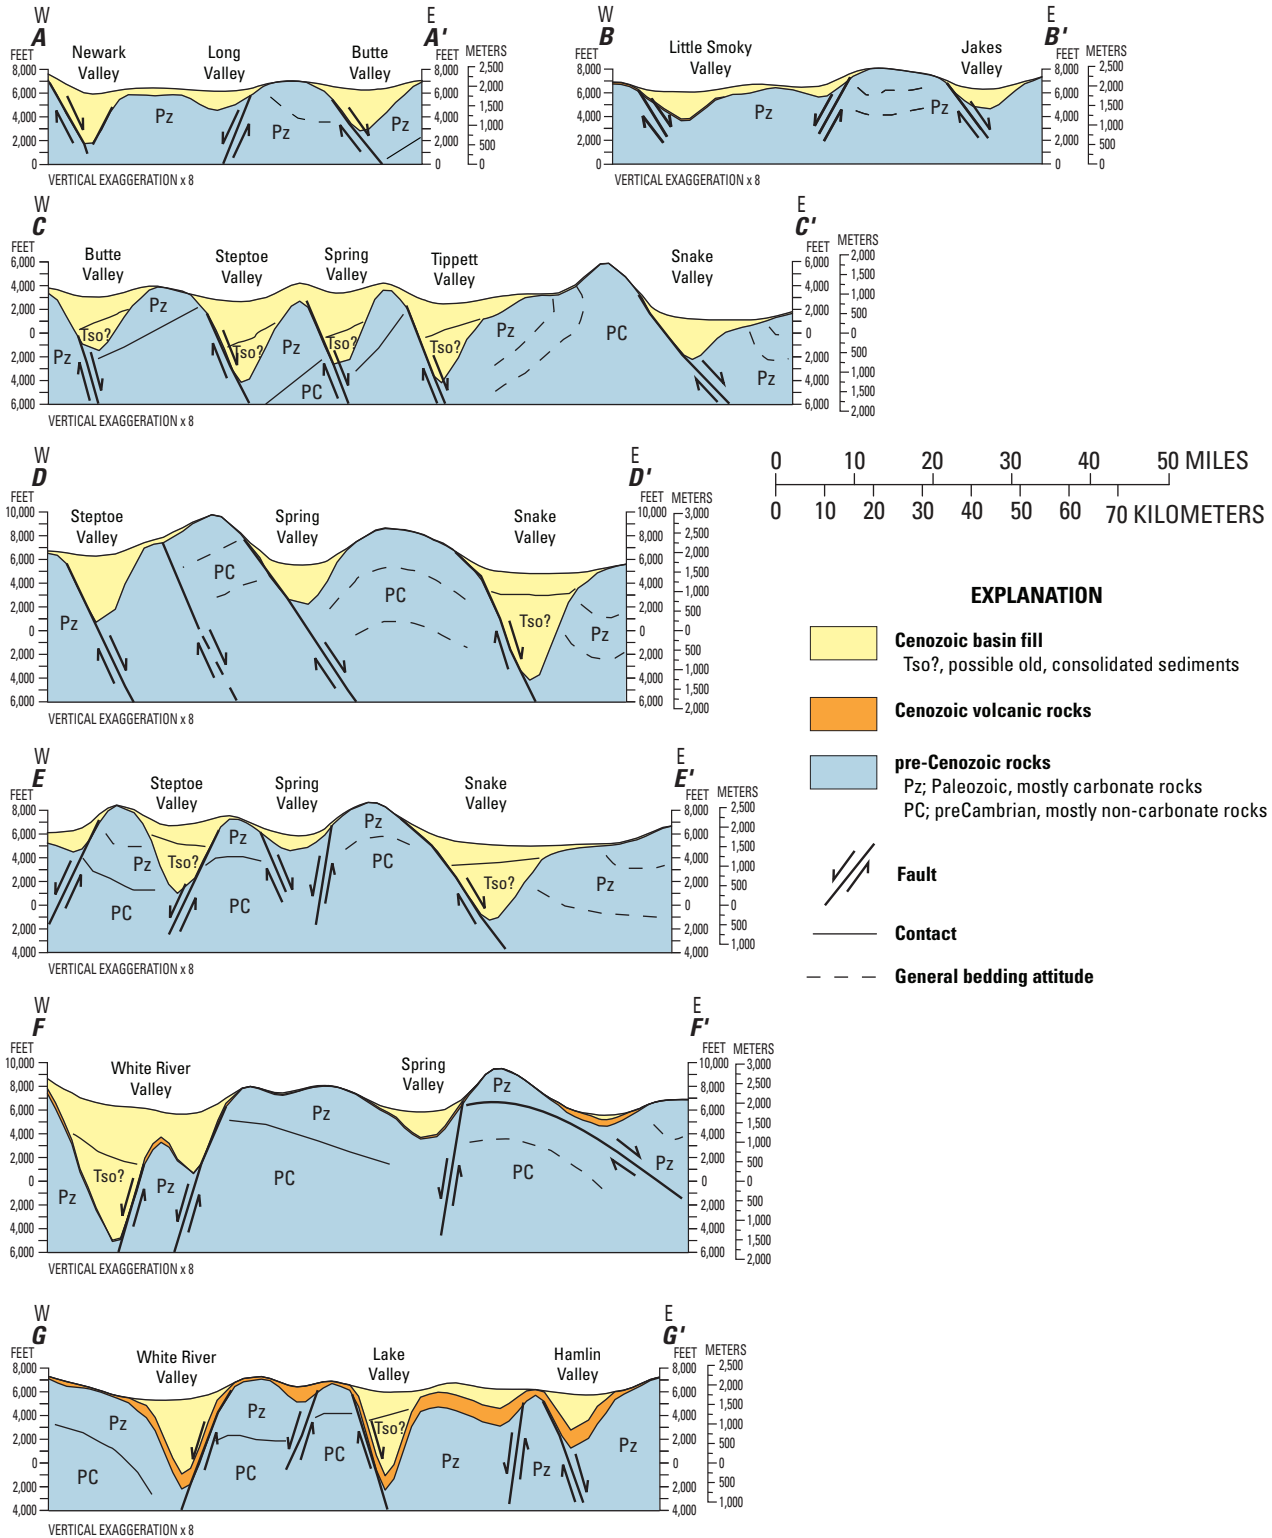 W E
A A'
Newark Valley Long Valley Butte Valley
FEET FEET METERS
8,000 8,000 2,500
6,000 6,000 2,000
4,000 4,000 1,500
2,000 2,000 1,000
0 0 500
0
Pz Pz Pz
VERTICAL EXAGGERATION x 8
W E
B B'
Little Smoky Valley Jakes Valley
FEET FEET METERS
8,000 8,000 2,500
6,000 6,000 2,000
4,000 4,000 1,500
2,000 2,000 1,000
0 0 500
0
Pz Pz
VERTICAL EXAGGERATION x 8
W E
C C'
Butte Valley Steptoe Valley Spring Valley Tippett Valley Snake Valley
FEET FEET METERS
6,000 6,000 2,000
4,000 4,000 1,500
2,000 2,000 1,000
0 0 500
2,000 2,000 0
4,000 4,000 500
6,000 6,000 1,000
1,500
2,000
Pz Pz Tso? Tso? Pz Tso? PC Tso? Pz PC Pz
VERTICAL EXAGGERATION x 8
W E
D D'
Steptoe Valley Spring Valley Snake Valley
FEET FEET METERS
10,000 10,000 3,000
8,000 8,000 2,500
6,000 6,000 2,000
4,000 4,000 1,500
2,000 2,000 1,000
0 0 500
2,000 2,000 0
4,000 4,000 500
6,000 6,000 1,000
1,500
2,000
Pz PC PC Tso? Pz
VERTICAL EXAGGERATION x 8
0 10 20 30 40 50 MILES
0 10 20 30 40 50 60 70 KILOMETERS
EXPLANATION
Cenozoic basin fill
Tso?, possible old, consolidated sediments
Cenozoic volcanic rocks
pre-Cenozoic rocks
Pz; Paleozoic, mostly carbonate rocks
PC; preCambrian, mostly non-carbonate rocks
Fault
Contact
General bedding attitude
W E
E E'
Steptoe Valley Spring Valley Snake Valley
FEET FEET METERS
8,000 8,000 2,500
6,000 6,000 2,000
4,000 4,000 1,500
2,000 2,000 1,000
0 0 500
2,000 2,000 0
4,000 4,000 500
1,000
Pz PC Tso? Pz PC Pz PC Tso? Pz
VERTICAL EXAGGERATION x 8
W E
F F'
White River Valley Spring Valley
FEET FEET METERS
10,000 10,000 3,000
8,000 8,000 2,500
6,000 6,000 2,000
4,000 4,000 1,500
2,000 2,000 1,000
0 0 500
2,000 2,000 0
4,000 4,000 500
6,000 6,000 1,000
1,500
2,000
Pz Tso? Pz Pz PC Pz PC Pz
VERTICAL EXAGGERATION x 8
W E
G G'
White River Valley Lake Valley Hamlin Valley
FEET FEET METERS
8,000 8,000 2,500
6,000 6,000 2,000
4,000 4,000 1,500
2,000 2,000 1,000
0 0 500
2,000 2,000 0
4,000 4,000 500
1,000
Pz PC Pz PC PC Tso? Pz Pz Pz
VERTICAL EXAGGERATION x 8